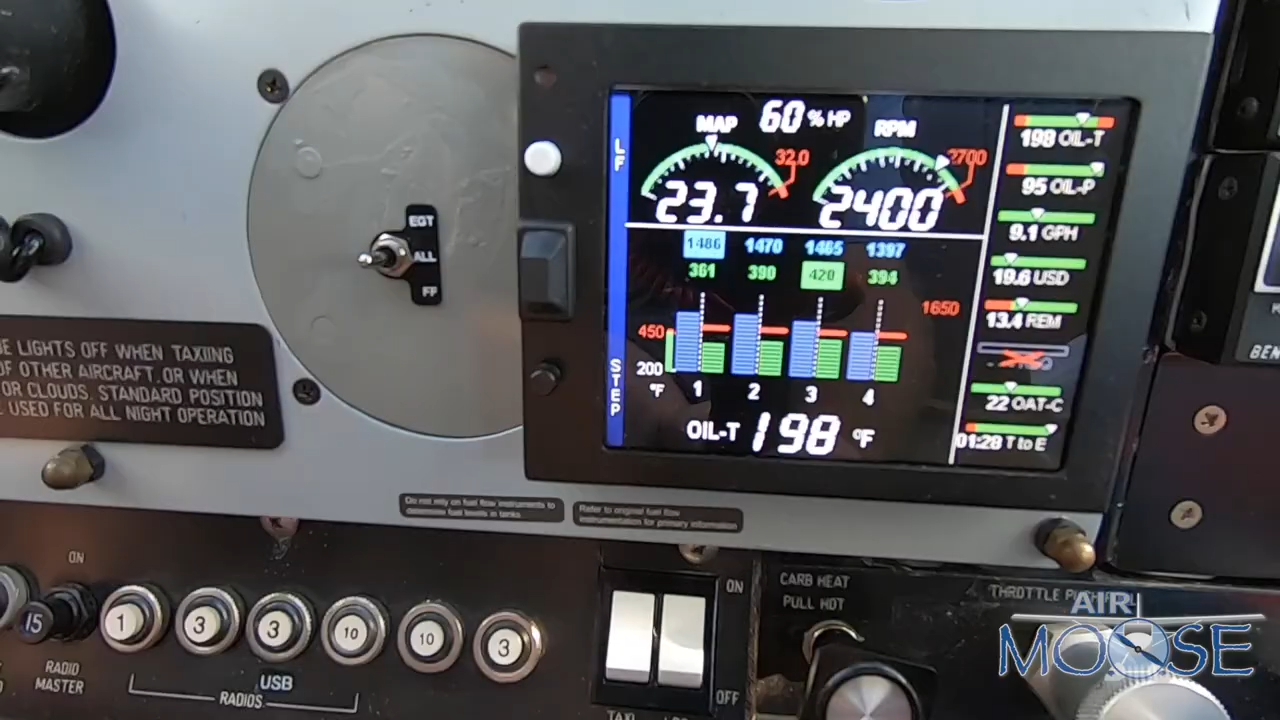 60 % HP
MAP
RPM
32.0
2700
23.7
2400
LF
198 OIL-T
95 OIL-P
9.1 GPH
19.6 USD
13.4 REM
22 OAT-C
01:28 T to E
1486 1470 1465 1397
361 390 420 394
1650
450
200
°F
1 2 3 4
STEP
OIL-T 198 °F
EGT
ALL
FF
E LIGHTS OFF WHEN TAXIING
OF OTHER AIRCRAFT, OR WHEN
OR CLOUDS. STANDARD POSITION
USED FOR ALL NIGHT OPERATION
Do not rely on fuel flow instruments to
determine fuel levels in tanks
Refer to original fuel flow
instrumentation for primary information
ON
15
1
3
3
10
10
3
RADIO
MASTER
USB
RADIOS
ON
OFF
TAXI
CARB HEAT
PULL HOT
THROTTLE
AIR
MOOSE